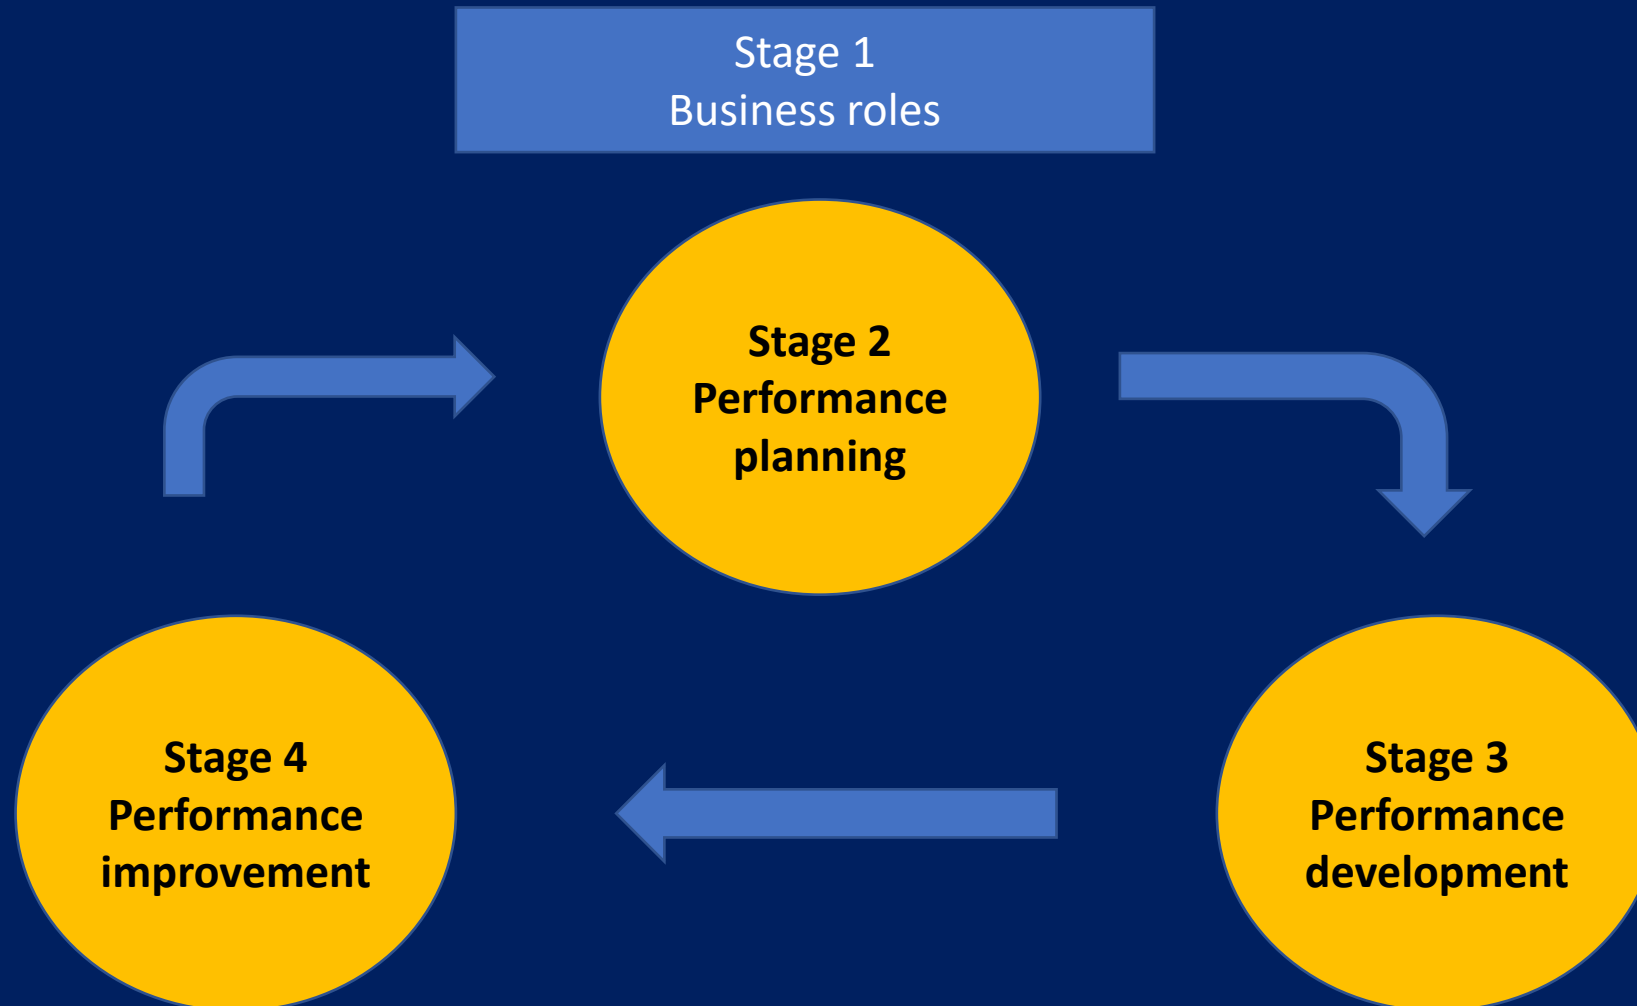 Stage 1
Business roles
Stage 2
Performance
planning
Stage 4
Performance
improvement
Stage 3
Performance
development